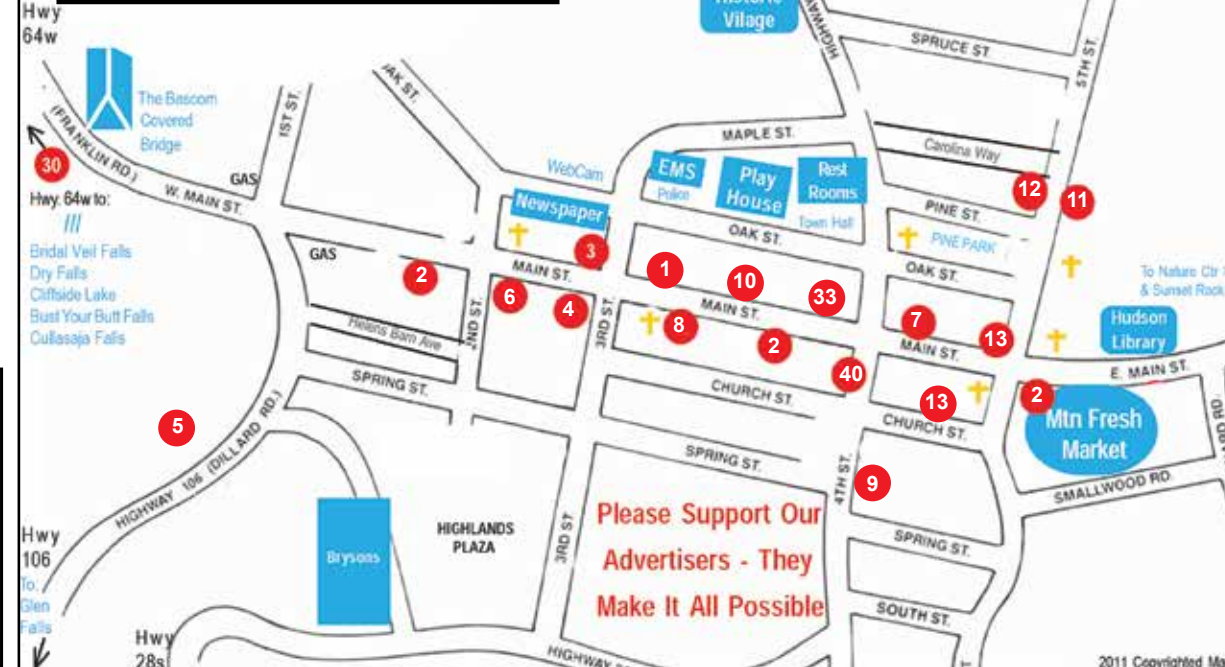 Hwy
64w
The Bascom
Covered
Bridge
(FRANKLIN RD.)
30
W. MAIN ST.
GAS
1ST ST.
Hwy. 64w to:
///
Bridal Veil Falls
Dry Falls
Cliffside Lake
Bust Your Butt Falls
Cullasaja Falls
GAS
2
Helens Barn Ave
SPRING ST.
2ND ST.
5
HIGHWAY 106 (DILLARD RD.)
Hwy
106
To:
Glen
Falls
Hwy
28s
Brysons
HIGHLANDS
PLAZA
AK ST.
WebCam
Newspaper
3
MAIN ST.
6
4
3RD ST.
3RD ST
Vilage
HIGHWAY
MAPLE ST.
EMS
Police
Play
House
Rest
Rooms
Town Hall
OAK ST.
1
10
33
MAIN ST.
8
2
40
CHURCH ST.
SPRING ST.
Please Support Our
Advertisers - They
Make It All Possible
HIGHWAY
SPRUCE ST.
5TH ST.
Carolina Way
12
11
PINE ST.
PINE PARK
OAK ST.
7
13
MAIN ST.
13
CHURCH ST.
4TH ST.
9
SPRING ST.
SOUTH ST.
To Nature Ctr
& Sunset Rock
Hudson
Library
E. MAIN ST.
2
Mtn Fresh
Market
SMALLWOOD RD.
RD
2011 Copyrighted